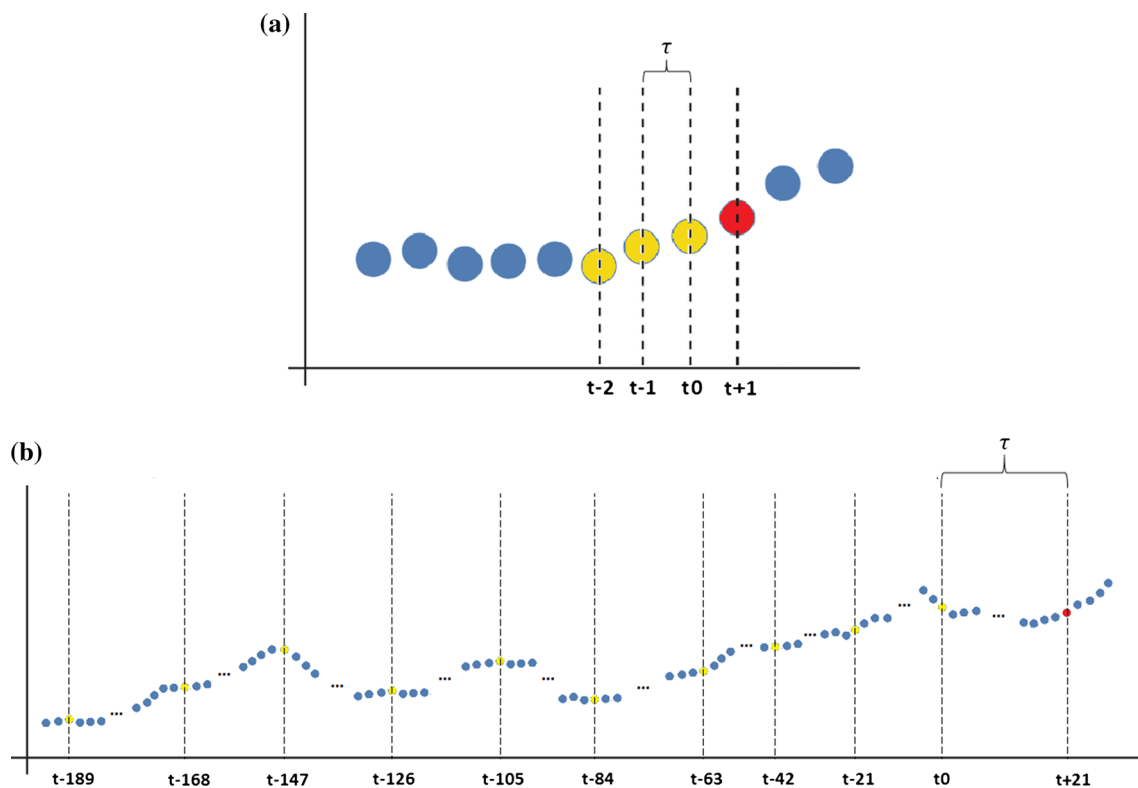 (a)
τ
t-2 t-1 t0 t+1
(b)
τ
... ... ... ... ... ... ... ... ... ...
t-189 t-168 t-147 t-126 t-105 t-84 t-63 t-42 t-21 t0 t+21